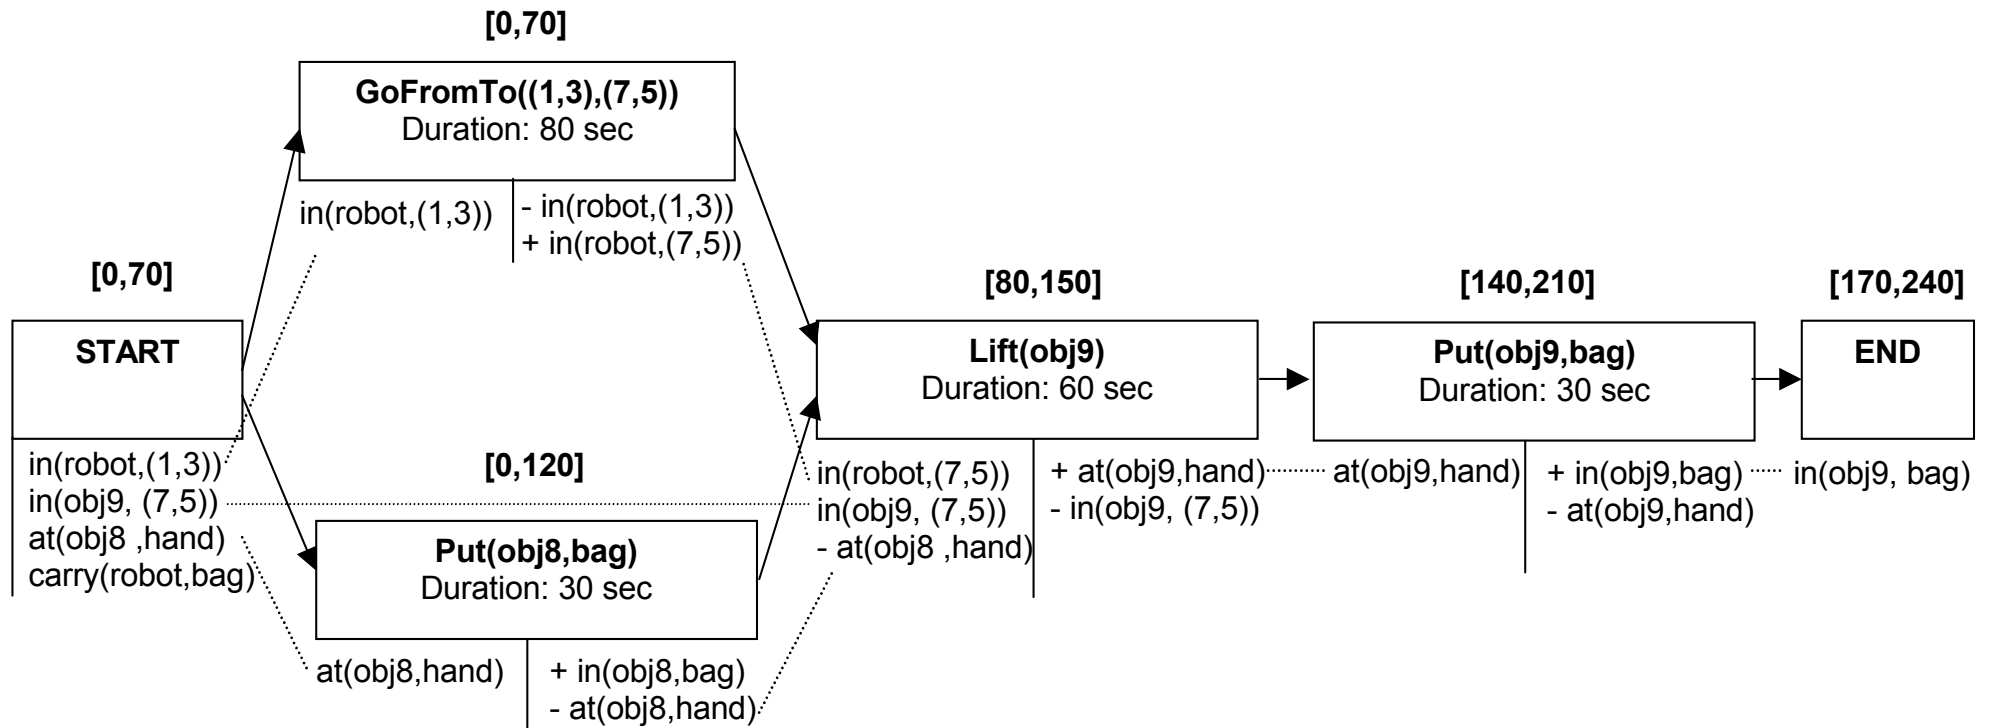 [0,70]
GoFromTo((1,3),(7,5))
Duration: 80 sec
in(robot,(1,3))
- in(robot,(1,3))
+ in(robot,(7,5))
[0,70]
START
in(robot,(1,3))
in(obj9, (7,5))
at(obj8 ,hand)
carry(robot,bag)
[0,120]
Put(obj8,bag)
Duration: 30 sec
at(obj8,hand)
+ in(obj8,bag)
- at(obj8,hand)
[80,150]
Lift(obj9)
Duration: 60 sec
in(robot,(7,5))
in(obj9, (7,5))
- at(obj8 ,hand)
+ at(obj9,hand)
- in(obj9, (7,5))
[140,210]
Put(obj9,bag)
Duration: 30 sec
at(obj9,hand)
+ in(obj9,bag)
- at(obj9,hand)
[170,240]
END
in(obj9, bag)